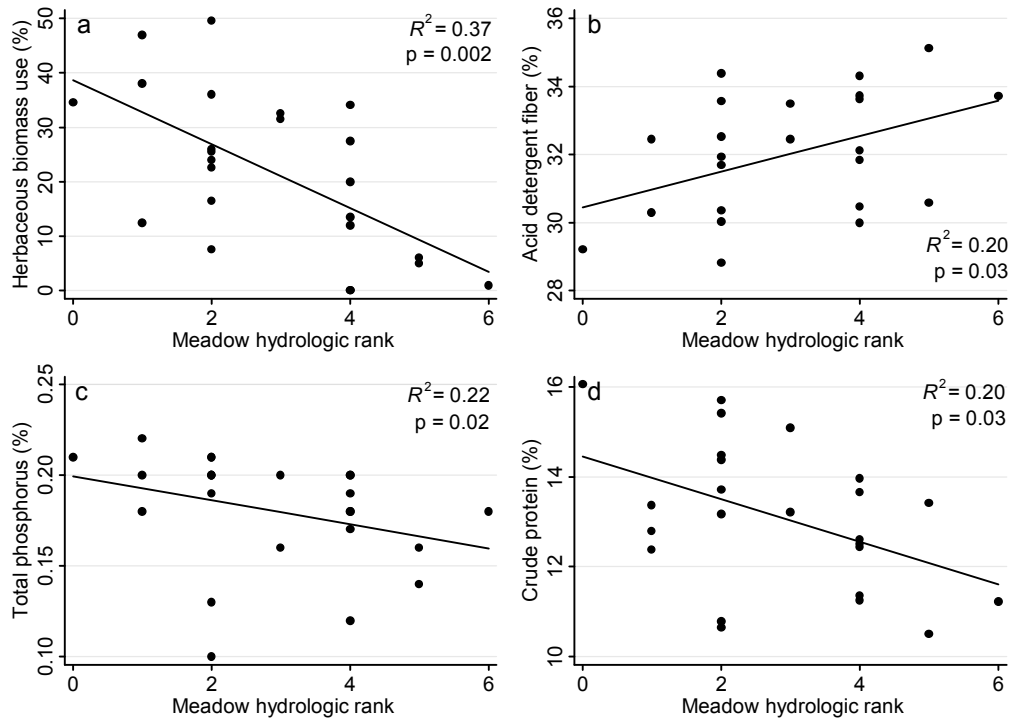 a
R² = 0.37
p = 0.002
Herbaceous biomass use (%)
50
40
30
20
10
0
0 2 4 6
Meadow hydrologic rank
b
Acid detergent fiber (%)
36
34
32
30
28
R² = 0.20
p = 0.03
0 2 4 6
Meadow hydrologic rank
c
R² = 0.22
p = 0.02
Total phosphorus (%)
0.25
0.20
0.15
0.10
0 2 4 6
Meadow hydrologic rank
d
R² = 0.20
p = 0.03
Crude protein (%)
16
14
12
10
0 2 4 6
Meadow hydrologic rank